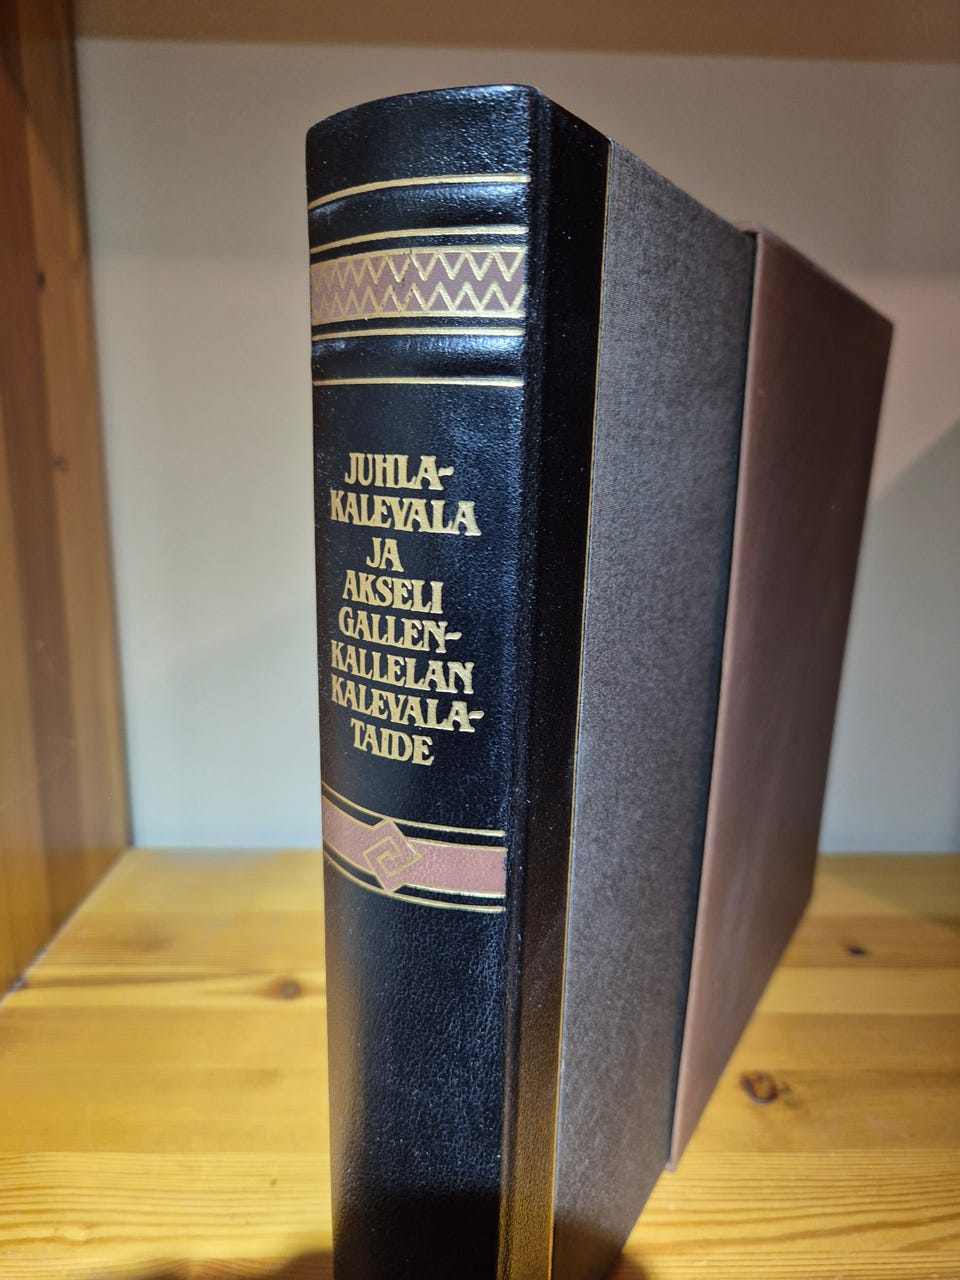 JUHLA-
KALEVALA
JA
AKSELI
GALLEN-
KALLELAN
KALEVALA-
TAIDE